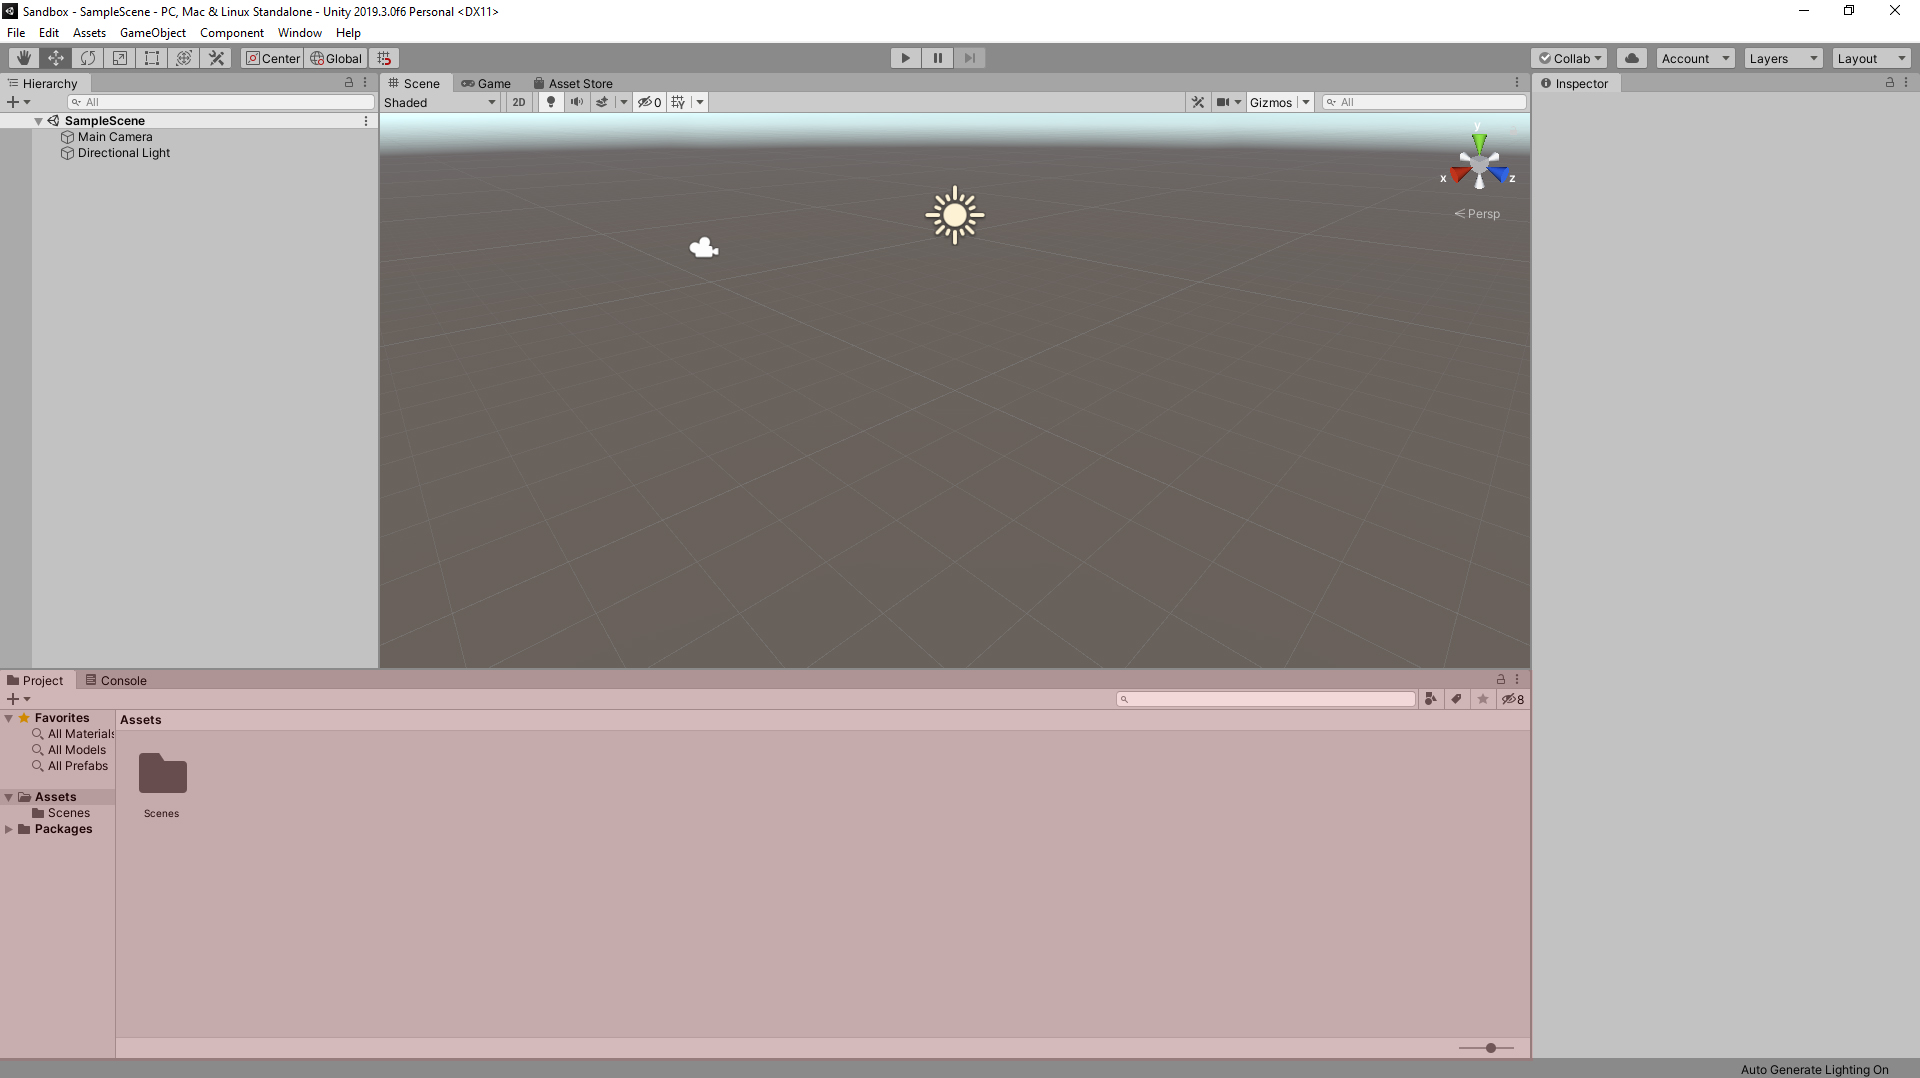 Sandbox - SampleScene - PC, Mac & Linux Standalone - Unity 2019.3.0f6 Personal <DX11>
File Edit Assets GameObject Component Window Help
Center Global Collab Account Layers Layout
Hierarchy Scene Game Asset Store Inspector
All Shaded 2D 0 Gizmos All
SampleScene
Main Camera
Directional Light
y
x z
Persp
Project Console
8
Favorites Assets
All Materials
All Models
All Prefabs
Assets
Scenes Scenes
Packages
Auto Generate Lighting On